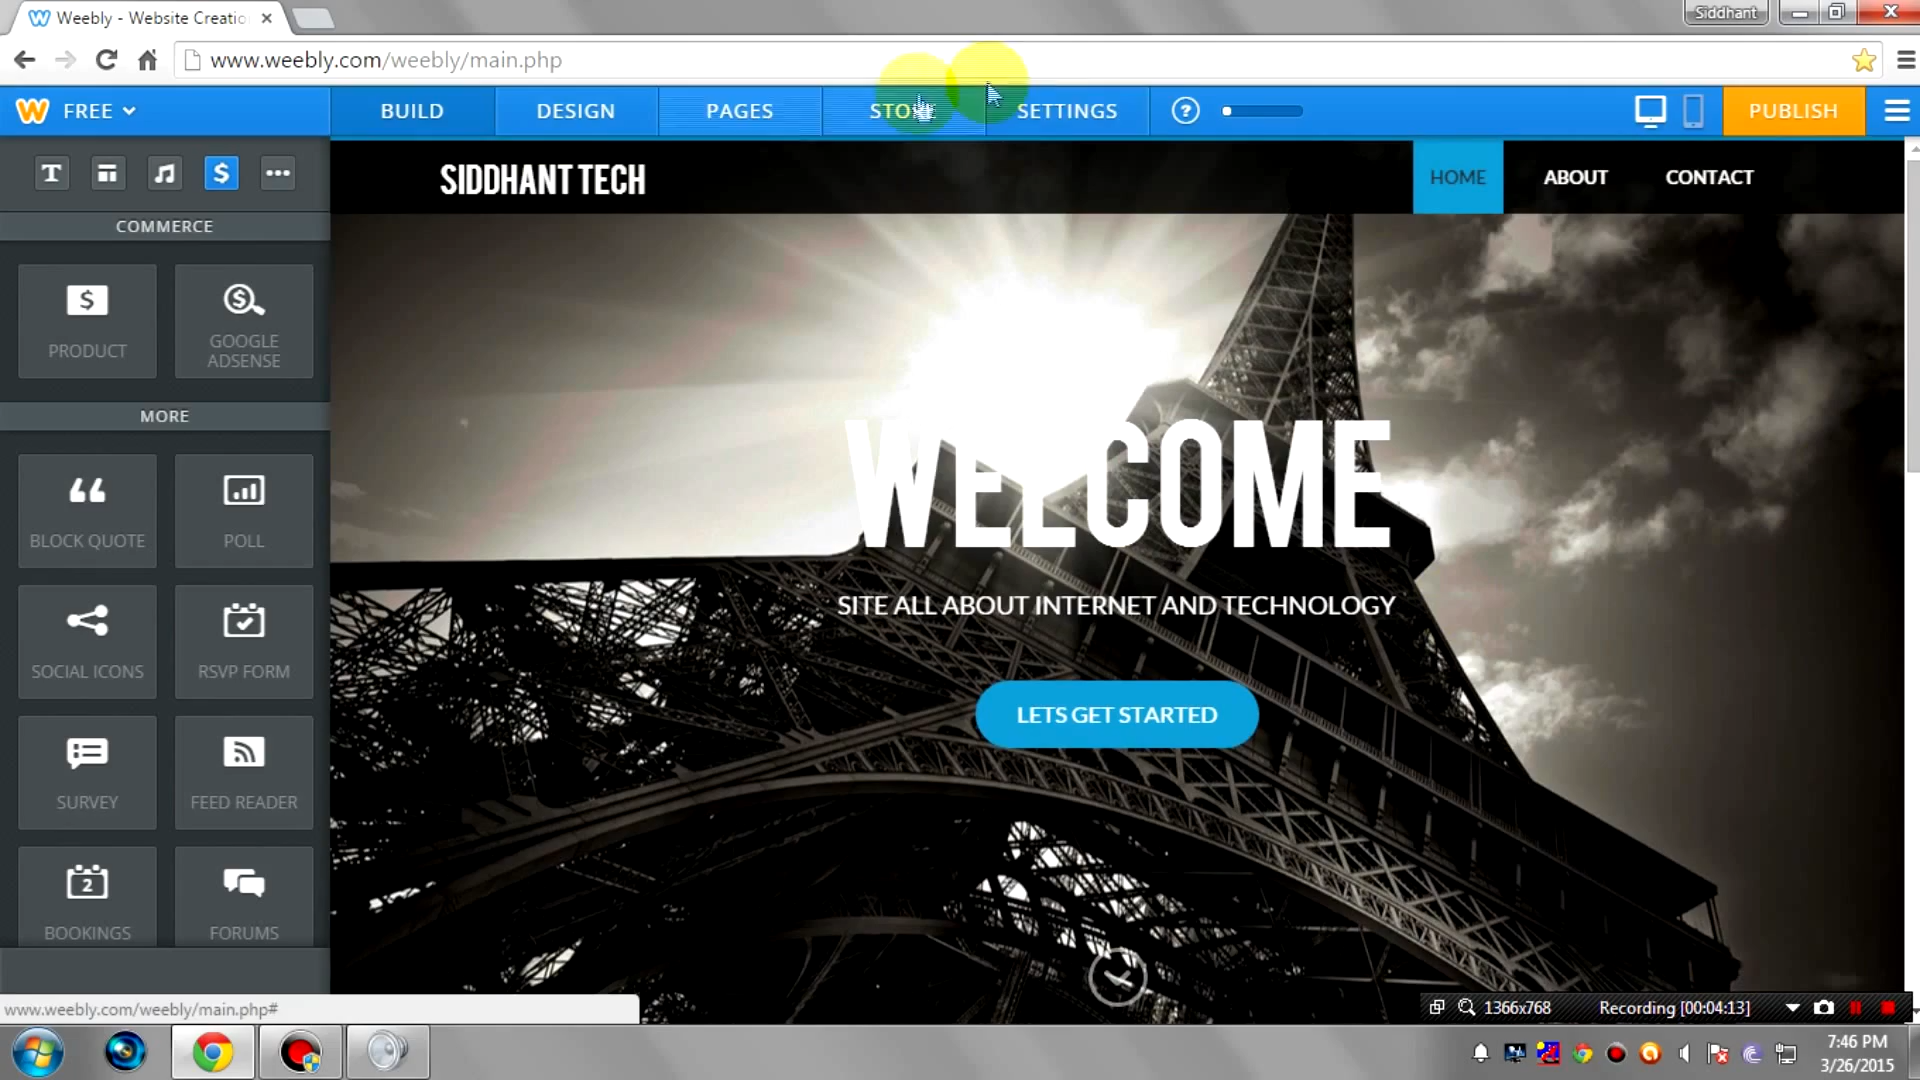 Weebly - Website Creatio
Siddhant
www.weebly.com/weebly/main.php
FREE
BUILD
DESIGN
PAGES
SETTINGS
PUBLISH
COMMERCE
PRODUCT
GOOGLE
ADSENSE
MORE
BLOCK QUOTE
POLL
SOCIAL ICONS
RSVP FORM
SURVEY
FEED READER
2
BOOKINGS
FORUMS
SIDDHANT TECH
HOME
ABOUT
CONTACT
WELCOME
SITE ALL ABOUT INTERNET AND TECHNOLOGY
LETS GET STARTED
www.weebly.com/weebly/main.php#
1366x768
Recording [00:04:13]
7:46 PM
3/26/2015